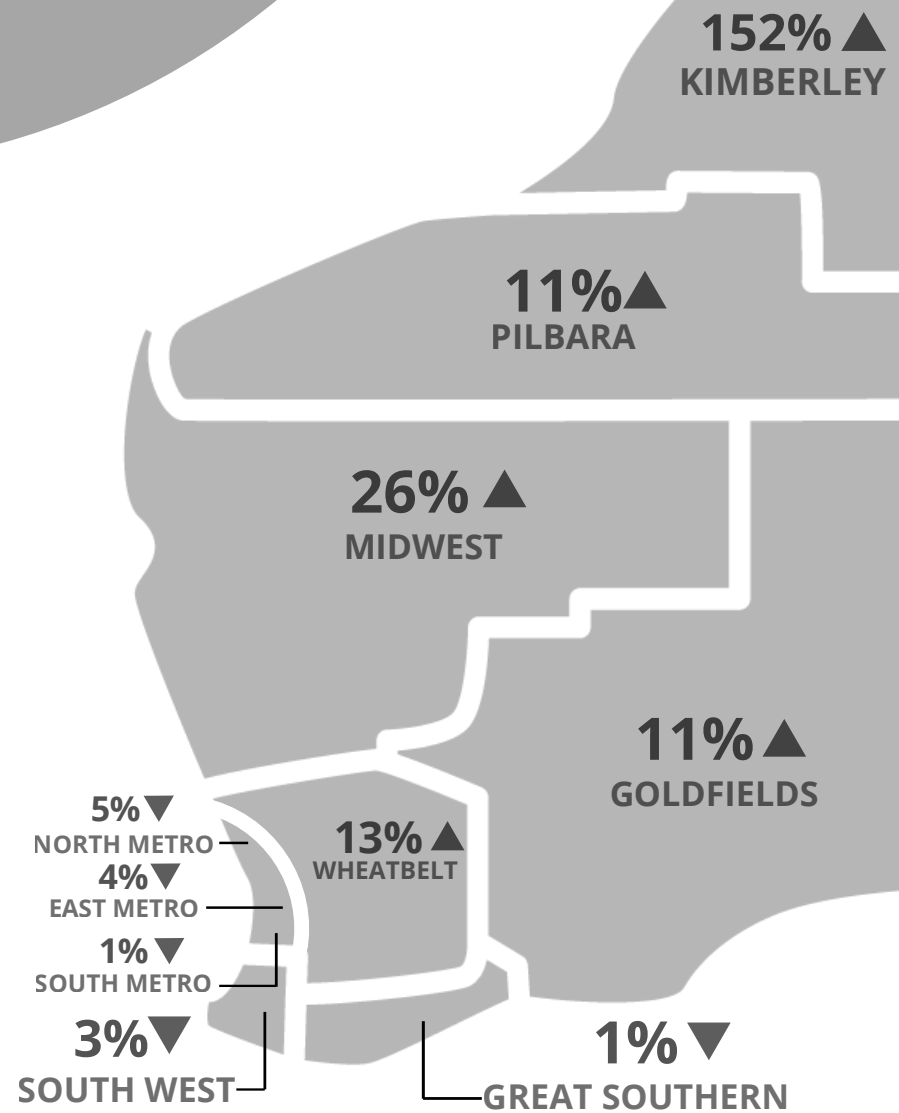 152% ▲
KIMBERLEY
11% ▲
PILBARA
26% ▲
MIDWEST
11% ▲
GOLDFIELDS
5% ▼
NORTH METRO
13% ▲
WHEATBELT
4% ▼
EAST METRO
1% ▼
SOUTH METRO
3% ▼
SOUTH WEST
1% ▼
GREAT SOUTHERN